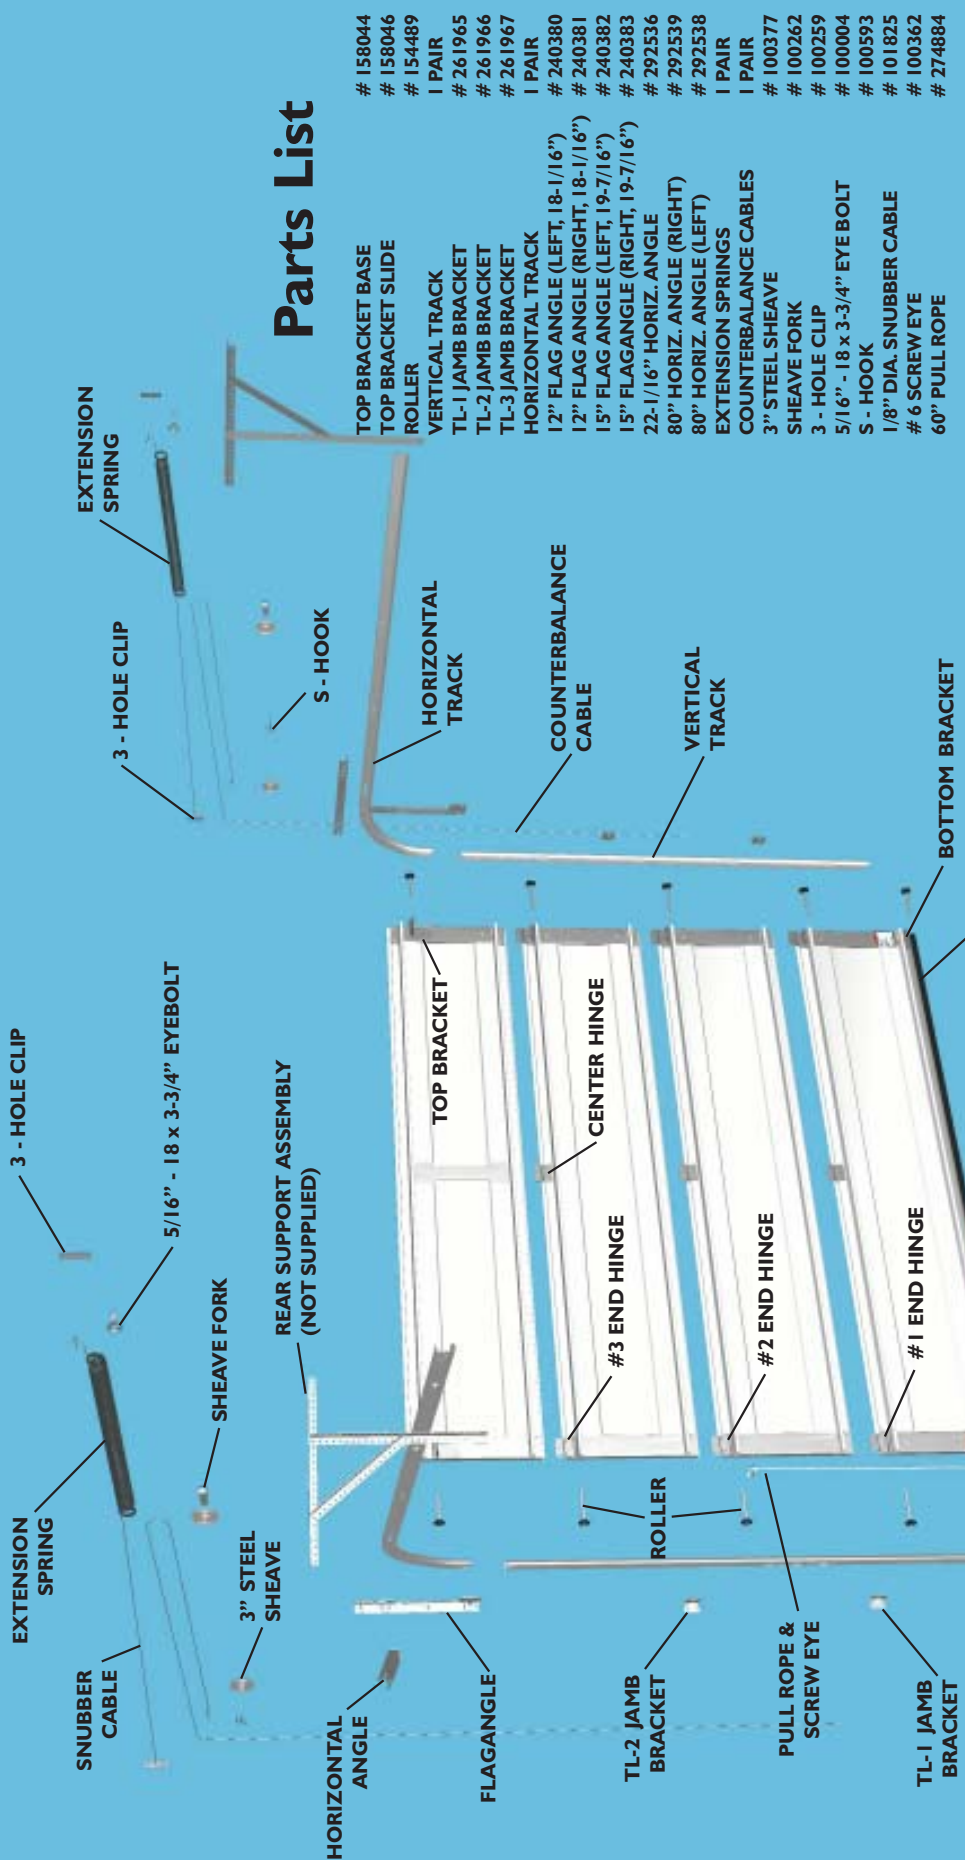 Parts List
TOP BRACKET BASE # 158044
TOP BRACKET SLIDE # 158046
ROLLER # 154489
VERTICAL TRACK 1 PAIR
TL-1 JAMB BRACKET # 261965
TL-2 JAMB BRACKET # 261966
TL-3 JAMB BRACKET # 261967
HORIZONTAL TRACK 1 PAIR
12” FLAG ANGLE (LEFT, 18-1/16”) # 240380
12” FLAG ANGLE (RIGHT, 18-1/16”) # 240381
15” FLAG ANGLE (LEFT, 19-7/16”) # 240382
15” FLAGANGLE (RIGHT, 19-7/16”) # 240383
22-1/16” HORIZ. ANGLE # 292536
80” HORIZ. ANGLE (RIGHT) # 292539
80” HORIZ. ANGLE (LEFT) # 292538
EXTENSION SPRINGS 1 PAIR
COUNTERBALANCE CABLES 1 PAIR
3” STEEL SHEAVE # 100377
SHEAVE FORK # 100262
3 - HOLE CLIP # 100259
5/16” - 18 x 3-3/4” EYE BOLT # 100004
S - HOOK # 100593
1/8” DIA. SNUBBER CABLE # 101825
# 6 SCREW EYE # 100362
60” PULL ROPE # 274884
3 - HOLE CLIP
5/16” - 18 x 3-3/4” EYEBOLT
EXTENSION
SPRING
SNUBBER
CABLE
SHEAVE FORK
3” STEEL
SHEAVE
REAR SUPPORT ASSEMBLY
(NOT SUPPLIED)
HORIZONTAL
ANGLE
FLAGANGLE
TL-2 JAMB
BRACKET
PULL ROPE &
SCREW EYE
TL-1 JAMB
BRACKET
ROLLER
#3 END HINGE
#2 END HINGE
#1 END HINGE
CENTER HINGE
TOP BRACKET
EXTENSION
SPRING
3 - HOLE CLIP
S - HOOK
HORIZONTAL
TRACK
COUNTERBALANCE
CABLE
VERTICAL
TRACK
BOTTOM BRACKET